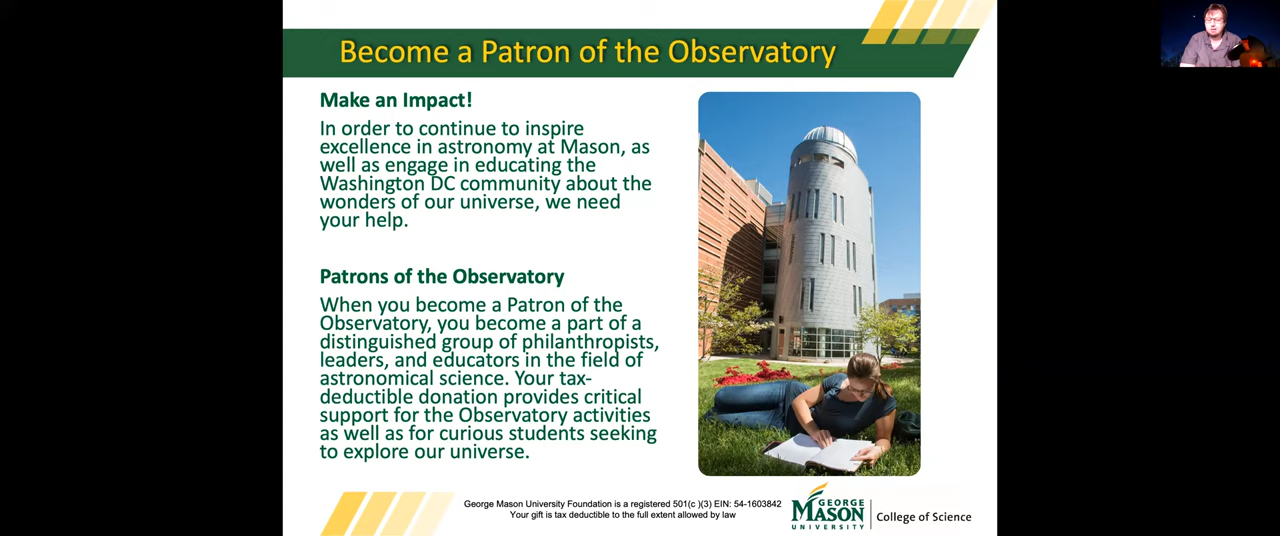 Become a Patron of the Observatory
Make an Impact!
In order to continue to inspire
excellence in astronomy at Mason, as
well as engage in educating the
Washington DC community about the
wonders of our universe, we need
your help.
Patrons of the Observatory
When you become a Patron of the
Observatory, you become a part of a
distinguished group of philanthropists,
leaders, and educators in the field of
astronomical science. Your tax-
deductible donation provides critical
support for the Observatory activities
as well as for curious students seeking
to explore our universe.
George Mason University Foundation is a registered 501(c )(3) EIN: 54-1603842
Your gift is tax deductible to the full extent allowed by law
GEORGE
MASON
UNIVERSITY
College of Science